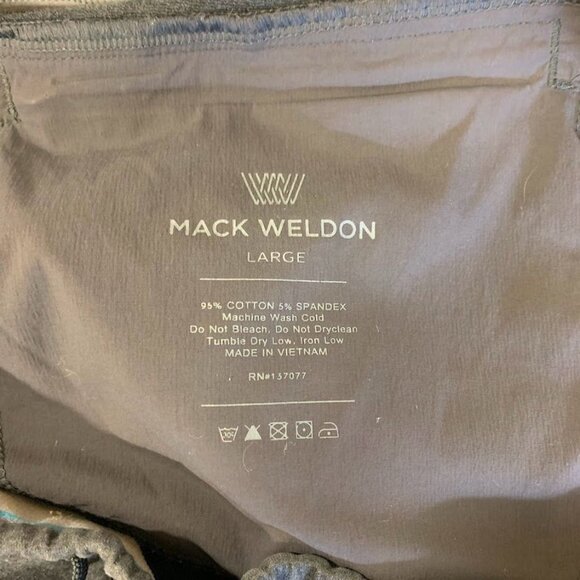 MACK WELDON
LARGE
95% COTTON 5% SPANDEX
Machine Wash Cold
Do Not Bleach, Do Not Dryclean
Tumble Dry Low, Iron Low
MADE IN VIETNAM
RN#137077